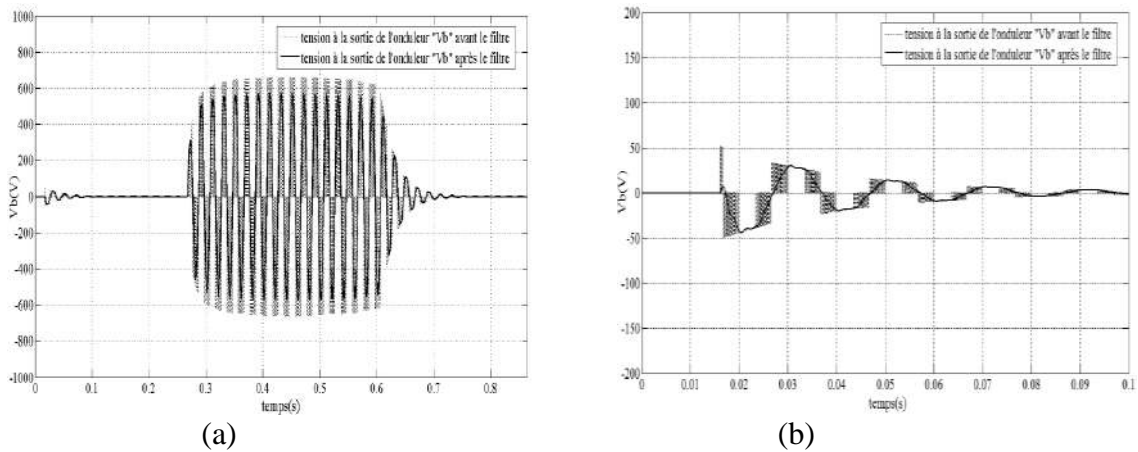 1000
800
600
400
200
0
-200
-400
-600
-800
-1000
Vb(V)
tension à la sortie de l'onduleur "Vb" avant le filtre
tension à la sortie de l'onduleur "Vb" après le filtre
0 0.1 0.2 0.3 0.4 0.5 0.6 0.7 0.8
temps(s)
(a)
200
150
100
50
0
-50
-100
-150
-200
Vb(V)
tension à la sortie de l'onduleur "Vb" avant le filtre
tension à la sortie de l'onduleur "Vb" après le filtre
0 0.01 0.02 0.03 0.04 0.05 0.06 0.07 0.08 0.09 0.1
temps(s)
(b)